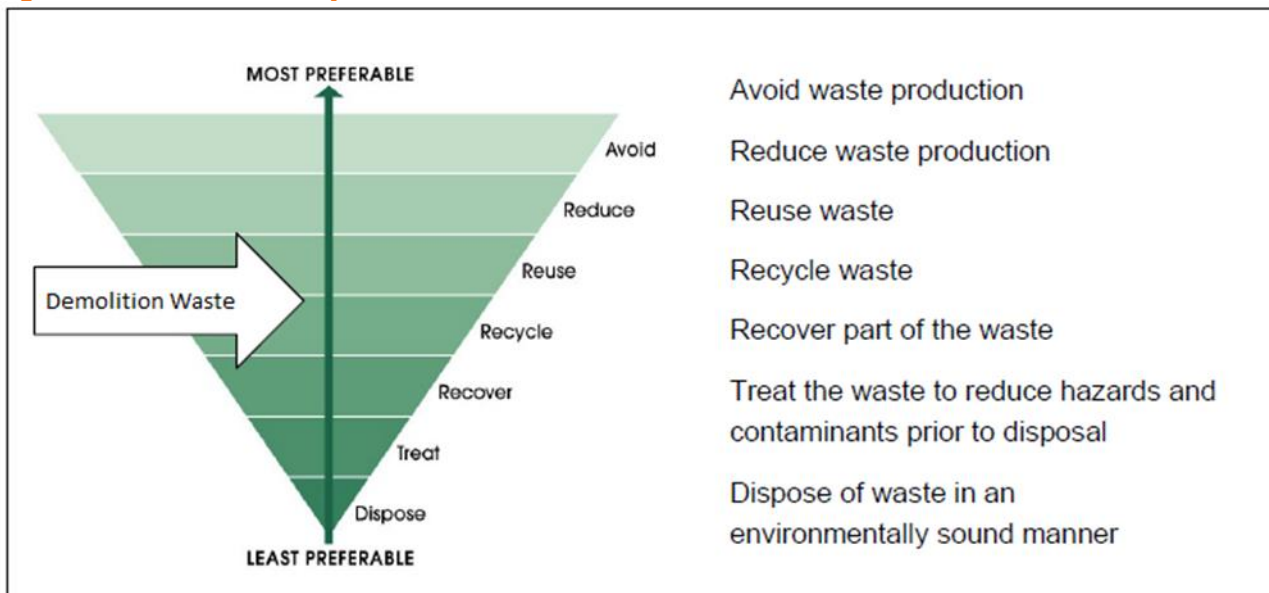 MOST PREFERABLE
Avoid
Reduce
Reuse
Recycle
Recover
Treat
Dispose
LEAST PREFERABLE
Demolition Waste
Avoid waste production
Reduce waste production
Reuse waste
Recycle waste
Recover part of the waste
Treat the waste to reduce hazards and
contaminants prior to disposal
Dispose of waste in an
environmentally sound manner